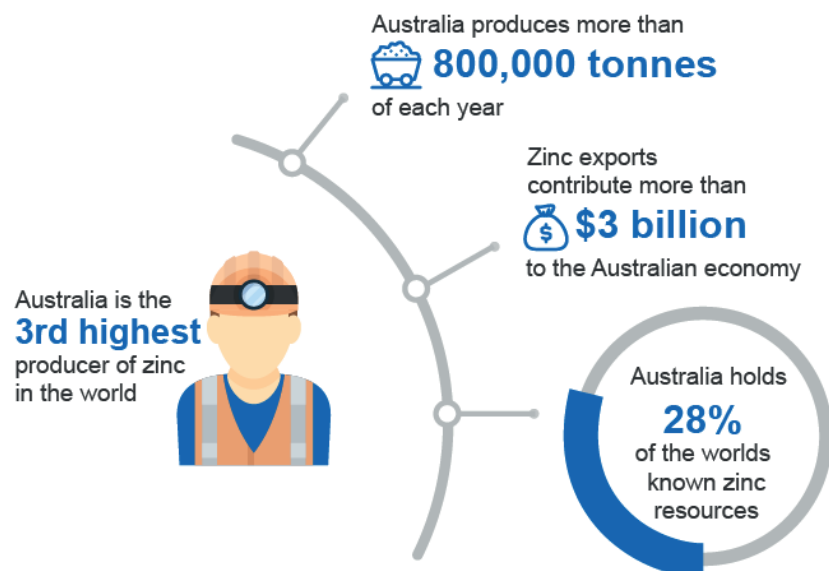 Australia produces more than
800,000 tonnes
of each year
Zinc exports
contribute more than
$ $3 billion
to the Australian economy
Australia is the
3rd highest
producer of zinc
in the world
Australia holds
28%
of the worlds
known zinc
resources